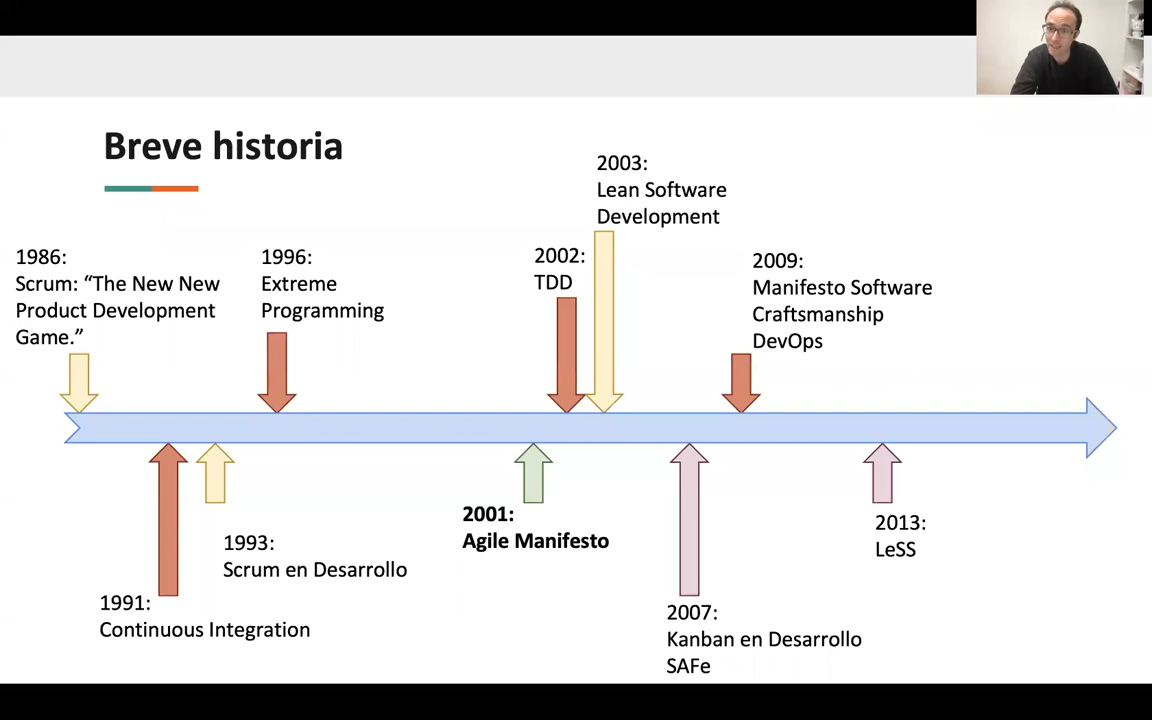 Breve historia
2003:
Lean Software
Development
1986:
Scrum: “The New New
Product Development
Game.”
1996:
Extreme
Programming
2002:
TDD
2009:
Manifesto Software
Craftsmanship
DevOps
2001:
Agile Manifesto
1993:
Scrum en Desarrollo
1991:
Continuous Integration
2007:
Kanban en Desarrollo
SAFe
2013:
LeSS